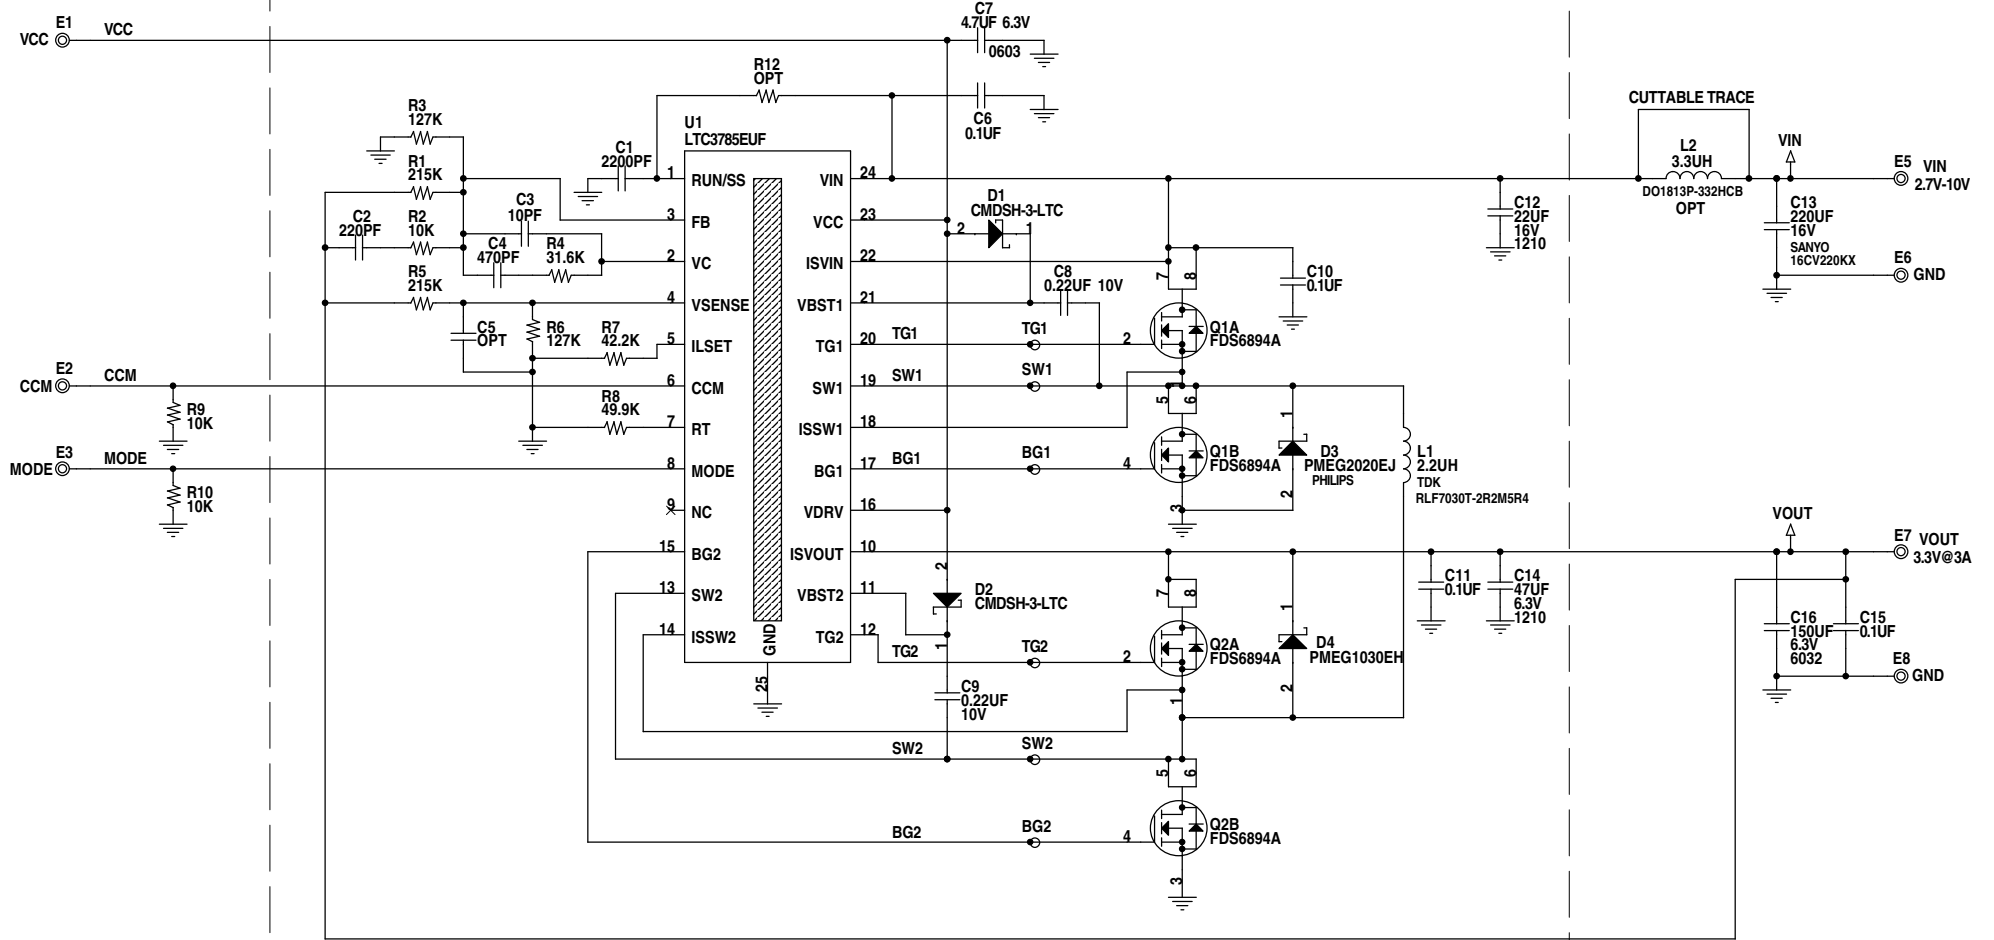 E1
VCC
VCC
C7
4.7UF 6.3V
0603
R12
OPT
C6
0.1UF
CUTTABLE TRACE
L2
3.3UH
DO1813P-332HCB
OPT
VIN
E5
VIN
2.7V-10V
R3
127K
R1
215K
C2
220PF
R2
10K
C3
10PF
C4
470PF
R4
31.6K
R5
215K
C1
2200PF
U1
LTC3785EUF
1
RUN/SS
3
FB
2
VC
4
VSENSE
5
ILSET
6
CCM
7
RT
8
MODE
9
NC
15
BG2
13
SW2
14
ISSW2
VIN
24
VCC
23
ISVIN
22
VBST1
21
TG1
20
SW1
19
ISSW1
18
BG1
17
VDRV
16
ISVOUT
10
VBST2
11
TG2
12
GND
25
D1
CMDSH-3-LTC
2
1
C8
0.22UF 10V
C10
0.1UF
C12
22UF
16V
1210
C13
220UF
16V
SANYO
16CV220KX
E6
GND
C5
OPT
R6
127K
R7
42.2K
R8
49.9K
E2
CCM
CCM
R9
10K
E3
MODE
MODE
R10
10K
TG1
TG1
2
7
8
Q1A
FDS6894A
SW1
SW1
5
6
1
BG1
BG1
4
3
Q1B
FDS6894A
1
D3
PMEG2020EJ
PHILIPS
2
L1
2.2UH
TDK
RLF7030T-2R2M5R4
2
D2
CMDSH-3-LTC
1
C9
0.22UF
10V
TG2
TG2
2
7
8
Q2A
FDS6894A
1
1
D4
PMEG1030EH
2
C11
0.1UF
C14
47UF
6.3V
1210
VOUT
E7
VOUT
3.3V@3A
C16
150UF
6.3V
6032
C15
0.1UF
E8
GND
SW2
SW2
5
6
BG2
BG2
4
Q2B
FDS6894A
3